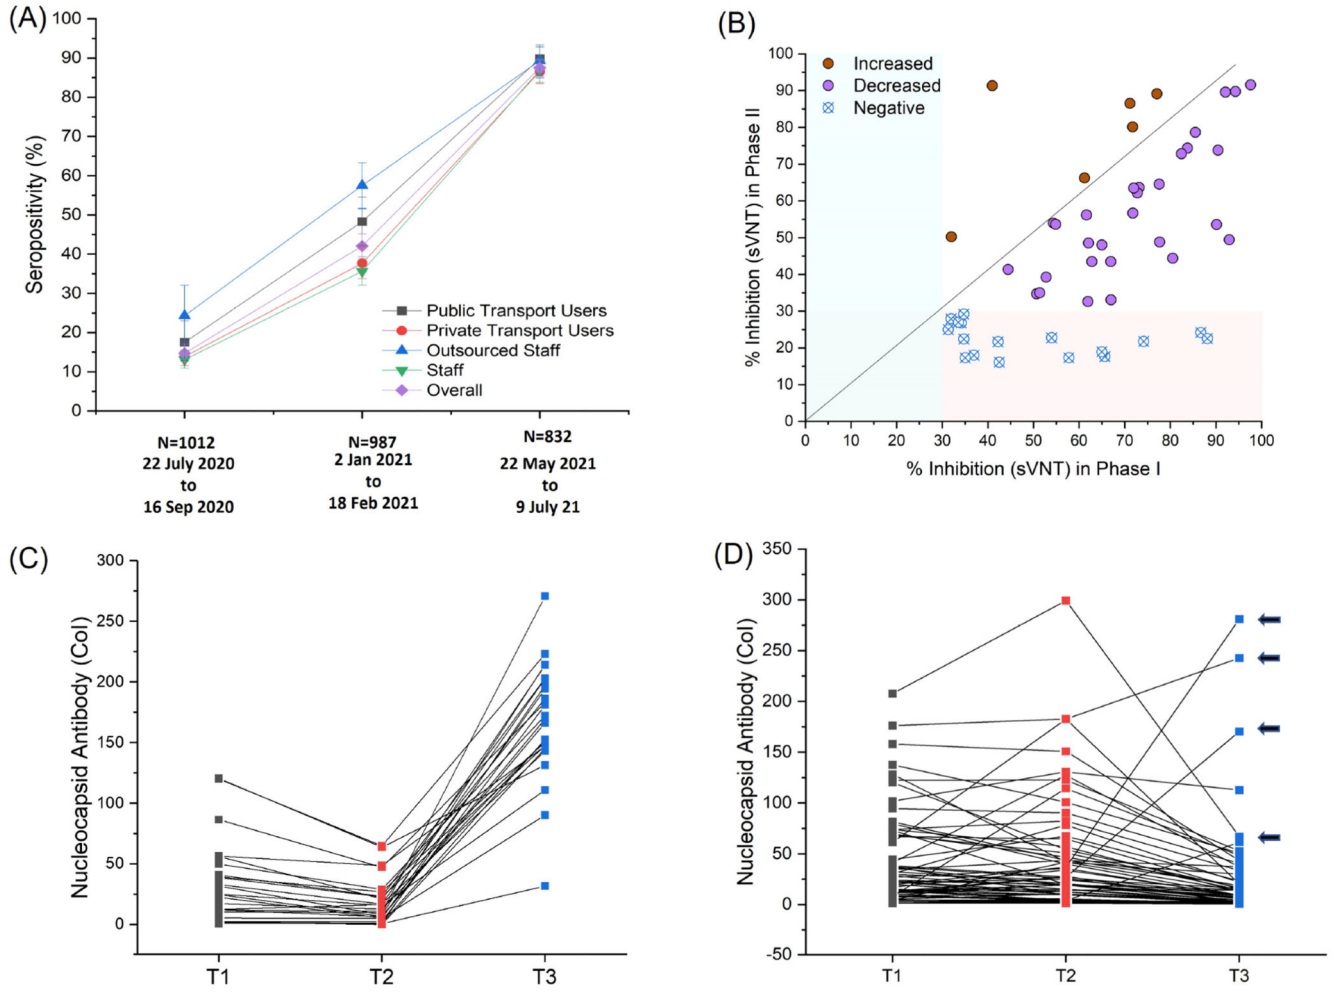 (A)
100
90
80
70
60
50
40
30
20
10
0
Seropositivity (%)
Public Transport Users
Private Transport Users
Outsourced Staff
Staff
Overall
N=1012
22 July 2020
to
16 Sep 2020
N=987
2 Jan 2021
to
18 Feb 2021
N=832
22 May 2021
to
9 July 21
(B)
100
90
80
70
60
50
40
30
20
10
0
% Inhibition (sVNT) in Phase II
Increased
Decreased
Negative
0 10 20 30 40 50 60 70 80 90 100
% Inhibition (sVNT) in Phase I
(C)
300
250
200
150
100
50
0
Nucleocapsid Antibody (CoI)
T1 T2 T3
(D)
350
300
250
200
150
100
50
0
-50
Nucleocapsid Antibody (CoI)
T1 T2 T3